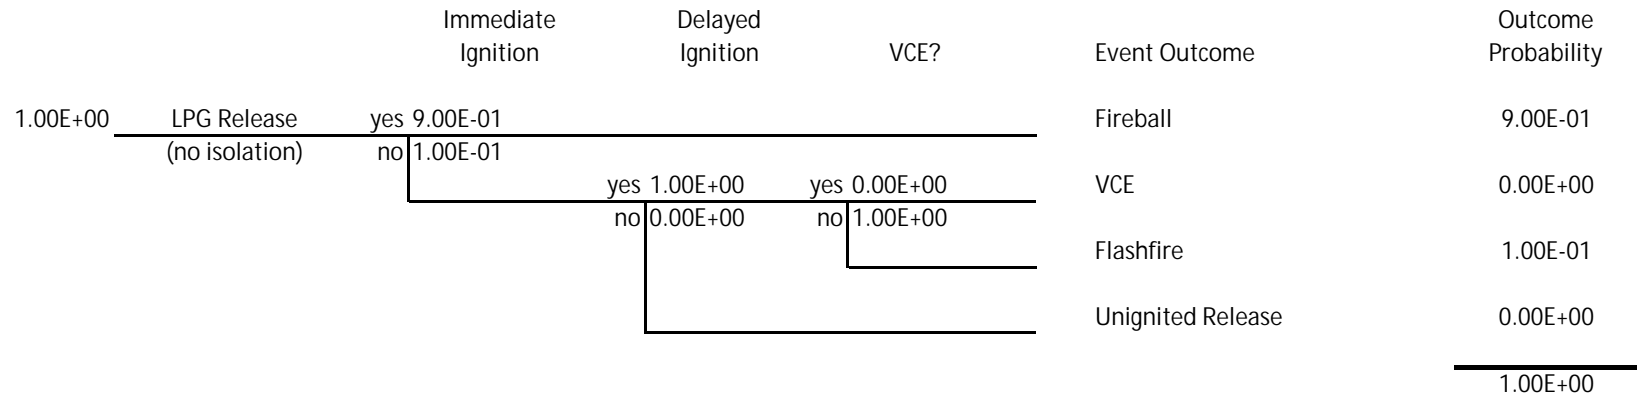 Immediate Delayed Outcome
Ignition Ignition VCE? Event Outcome Probability
1.00E+00 LPG Release yes 9.00E-01 Fireball 9.00E-01
(no isolation) no 1.00E-01
yes 1.00E+00 yes 0.00E+00 VCE 0.00E+00
no 0.00E+00 no 1.00E+00
Flashfire 1.00E-01
Unignited Release 0.00E+00
1.00E+00